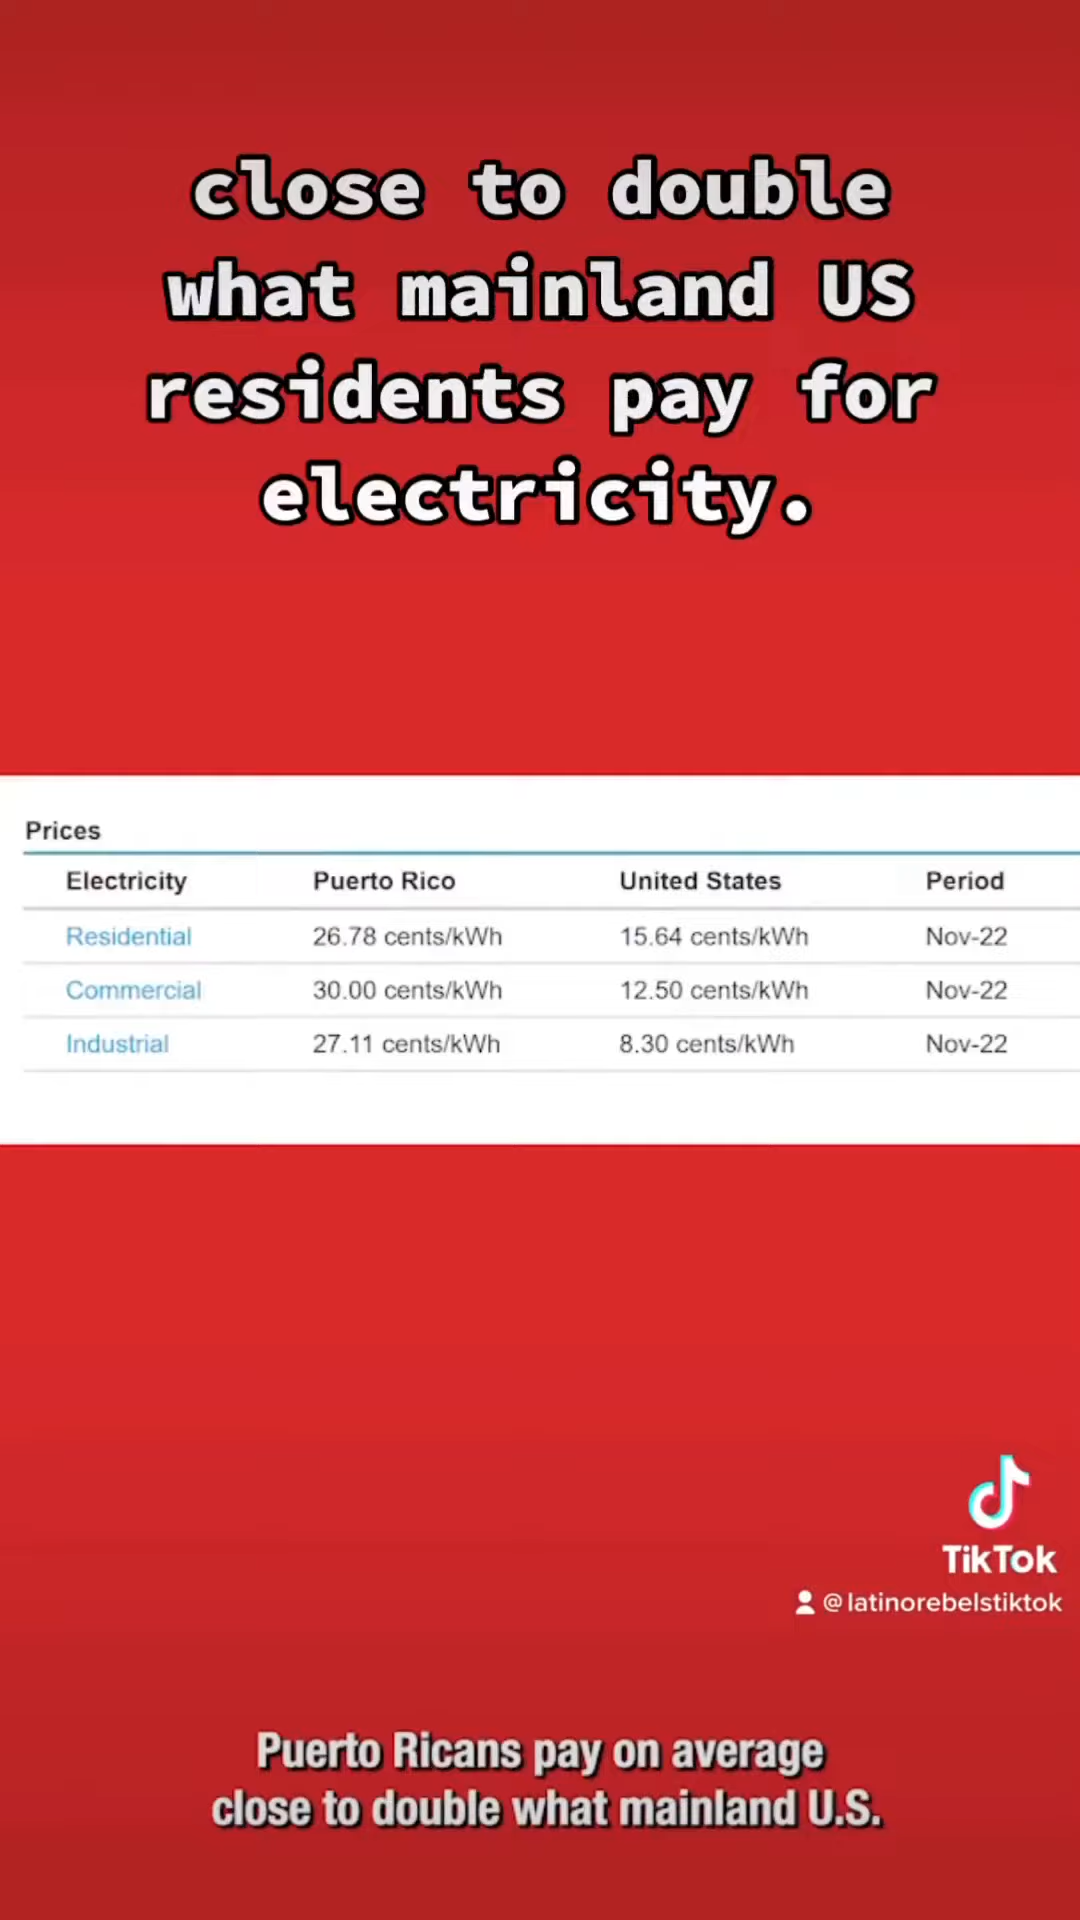 close to double
what mainland US
residents pay for
electricity.
Prices
Electricity Puerto Rico United States Period
Residential 26.78 cents/kWh 15.64 cents/kWh Nov-22
Commercial 30.00 cents/kWh 12.50 cents/kWh Nov-22
Industrial 27.11 cents/kWh 8.30 cents/kWh Nov-22
TikTok
@latinorebelstiktok
Puerto Ricans pay on average
close to double what mainland U.S.